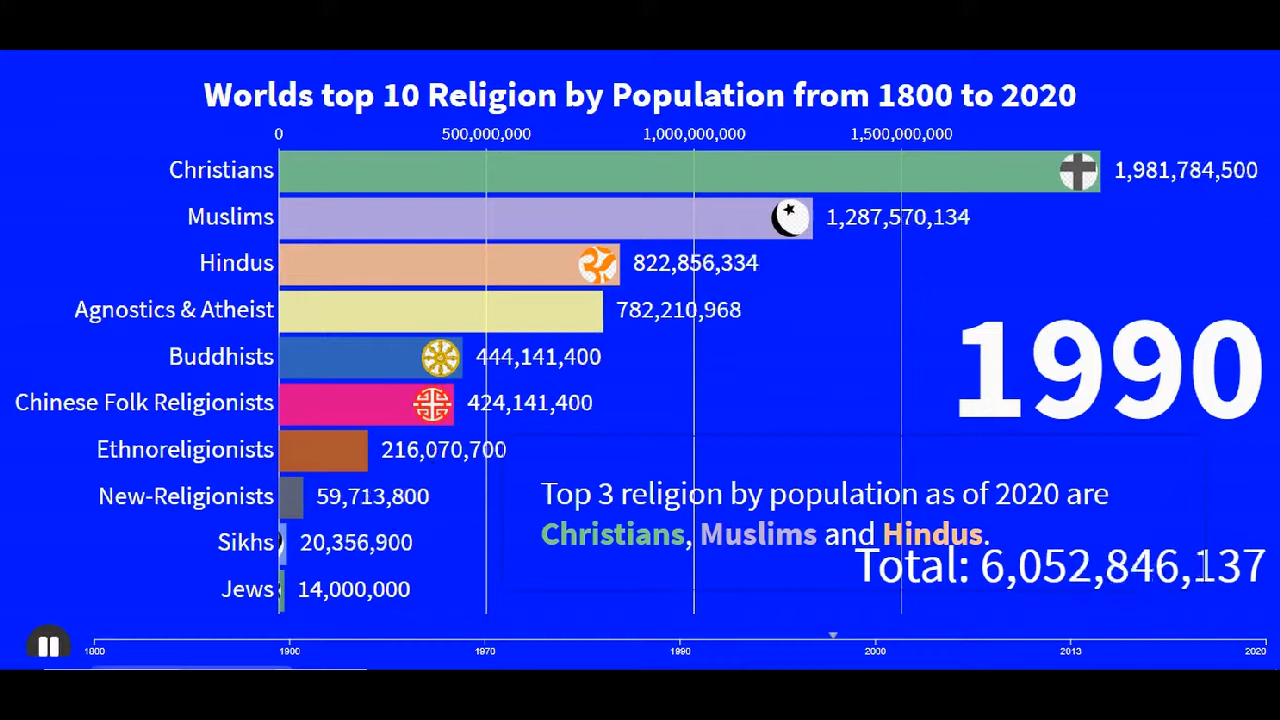 Worlds top 10 Religion by Population from 1800 to 2020
0 500,000,000 1,000,000,000 1,500,000,000
Christians 1,981,784,500
Muslims 1,287,570,134
Hindus 822,856,334
Agnostics & Atheist 782,210,968
Buddhists 444,141,400
Chinese Folk Religionists 424,141,400
1990
Ethnoreligionists 216,070,700
New-Religionists 59,713,800
Top 3 religion by population as of 2020 are
Christians, Muslims and Hindus.
Sikhs 20,356,900
Total: 6,052,846,137
Jews 14,000,000
1800 1900 1970 1990 2000 2013 2020